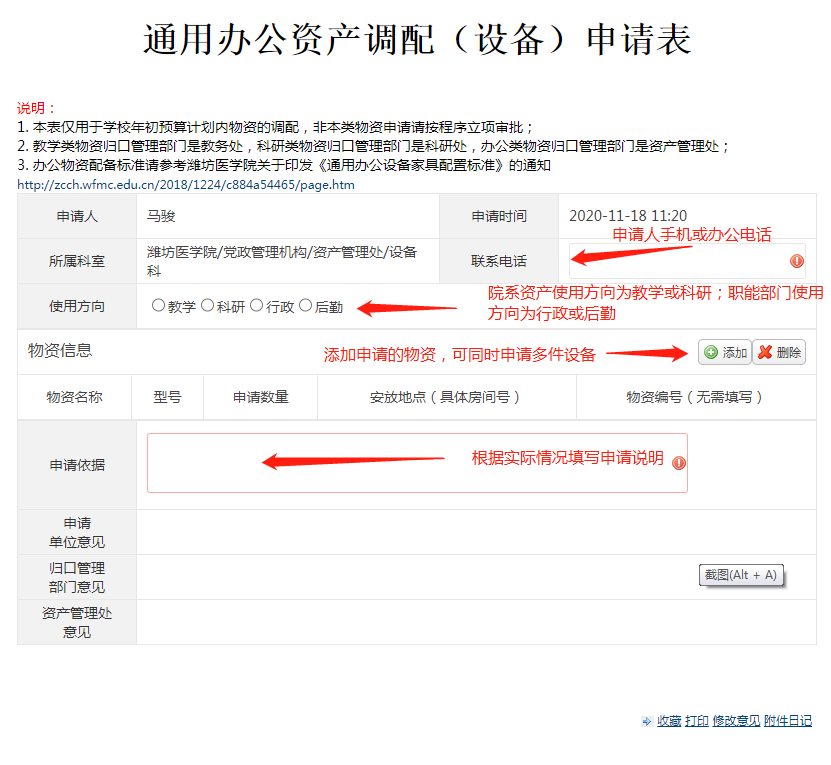 通用办公资产调配（设备）申请表
说明：
1. 本表仅用于学校年初预算计划内物资的调配，非本类物资申请请按程序立项审批；
2. 教学类物资归口管理部门是教务处，科研类物资归口管理部门是科研处，办公类物资归口管理部门是资产管理处；
3. 办公物资配备标准请参考潍坊医学院关于印发《通用办公设备家具配置标准》的通知
http://zcch.wfmc.edu.cn/2018/1224/c884a54465/page.htm
申请人 马骏 申请时间 2020-11-18 11:20
申请人手机或办公电话
所属科室 潍坊医学院/党政管理机构/资产管理处/设备
科
联系电话
使用方向 教学 科研 行政 后勤
院系资产使用方向为教学或科研；职能部门使用
方向为行政或后勤
物资信息 添加申请的物资，可同时申请多件设备 添加 删除
物资名称 型号 申请数量 安放地点（具体房间号） 物资编号（无需填写）
申请依据 根据实际情况填写申请说明
申请
单位意见
归口管理
部门意见
截图(Alt + A)
资产管理处
意见
收藏 打印 修改意见 附件日记